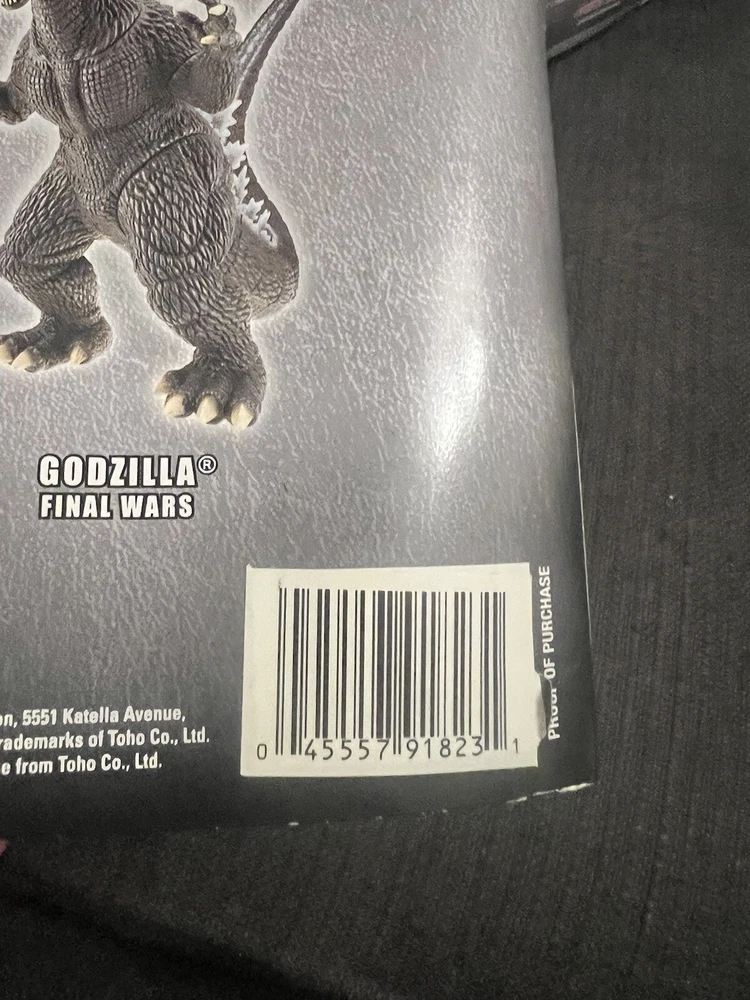 GODZILLA®
FINAL WARS
PROOF OF PURCHASE
on, 5551 Katella Avenue,
rademarks of Toho Co., Ltd.
e from Toho Co., Ltd.
0 45557 91823 1